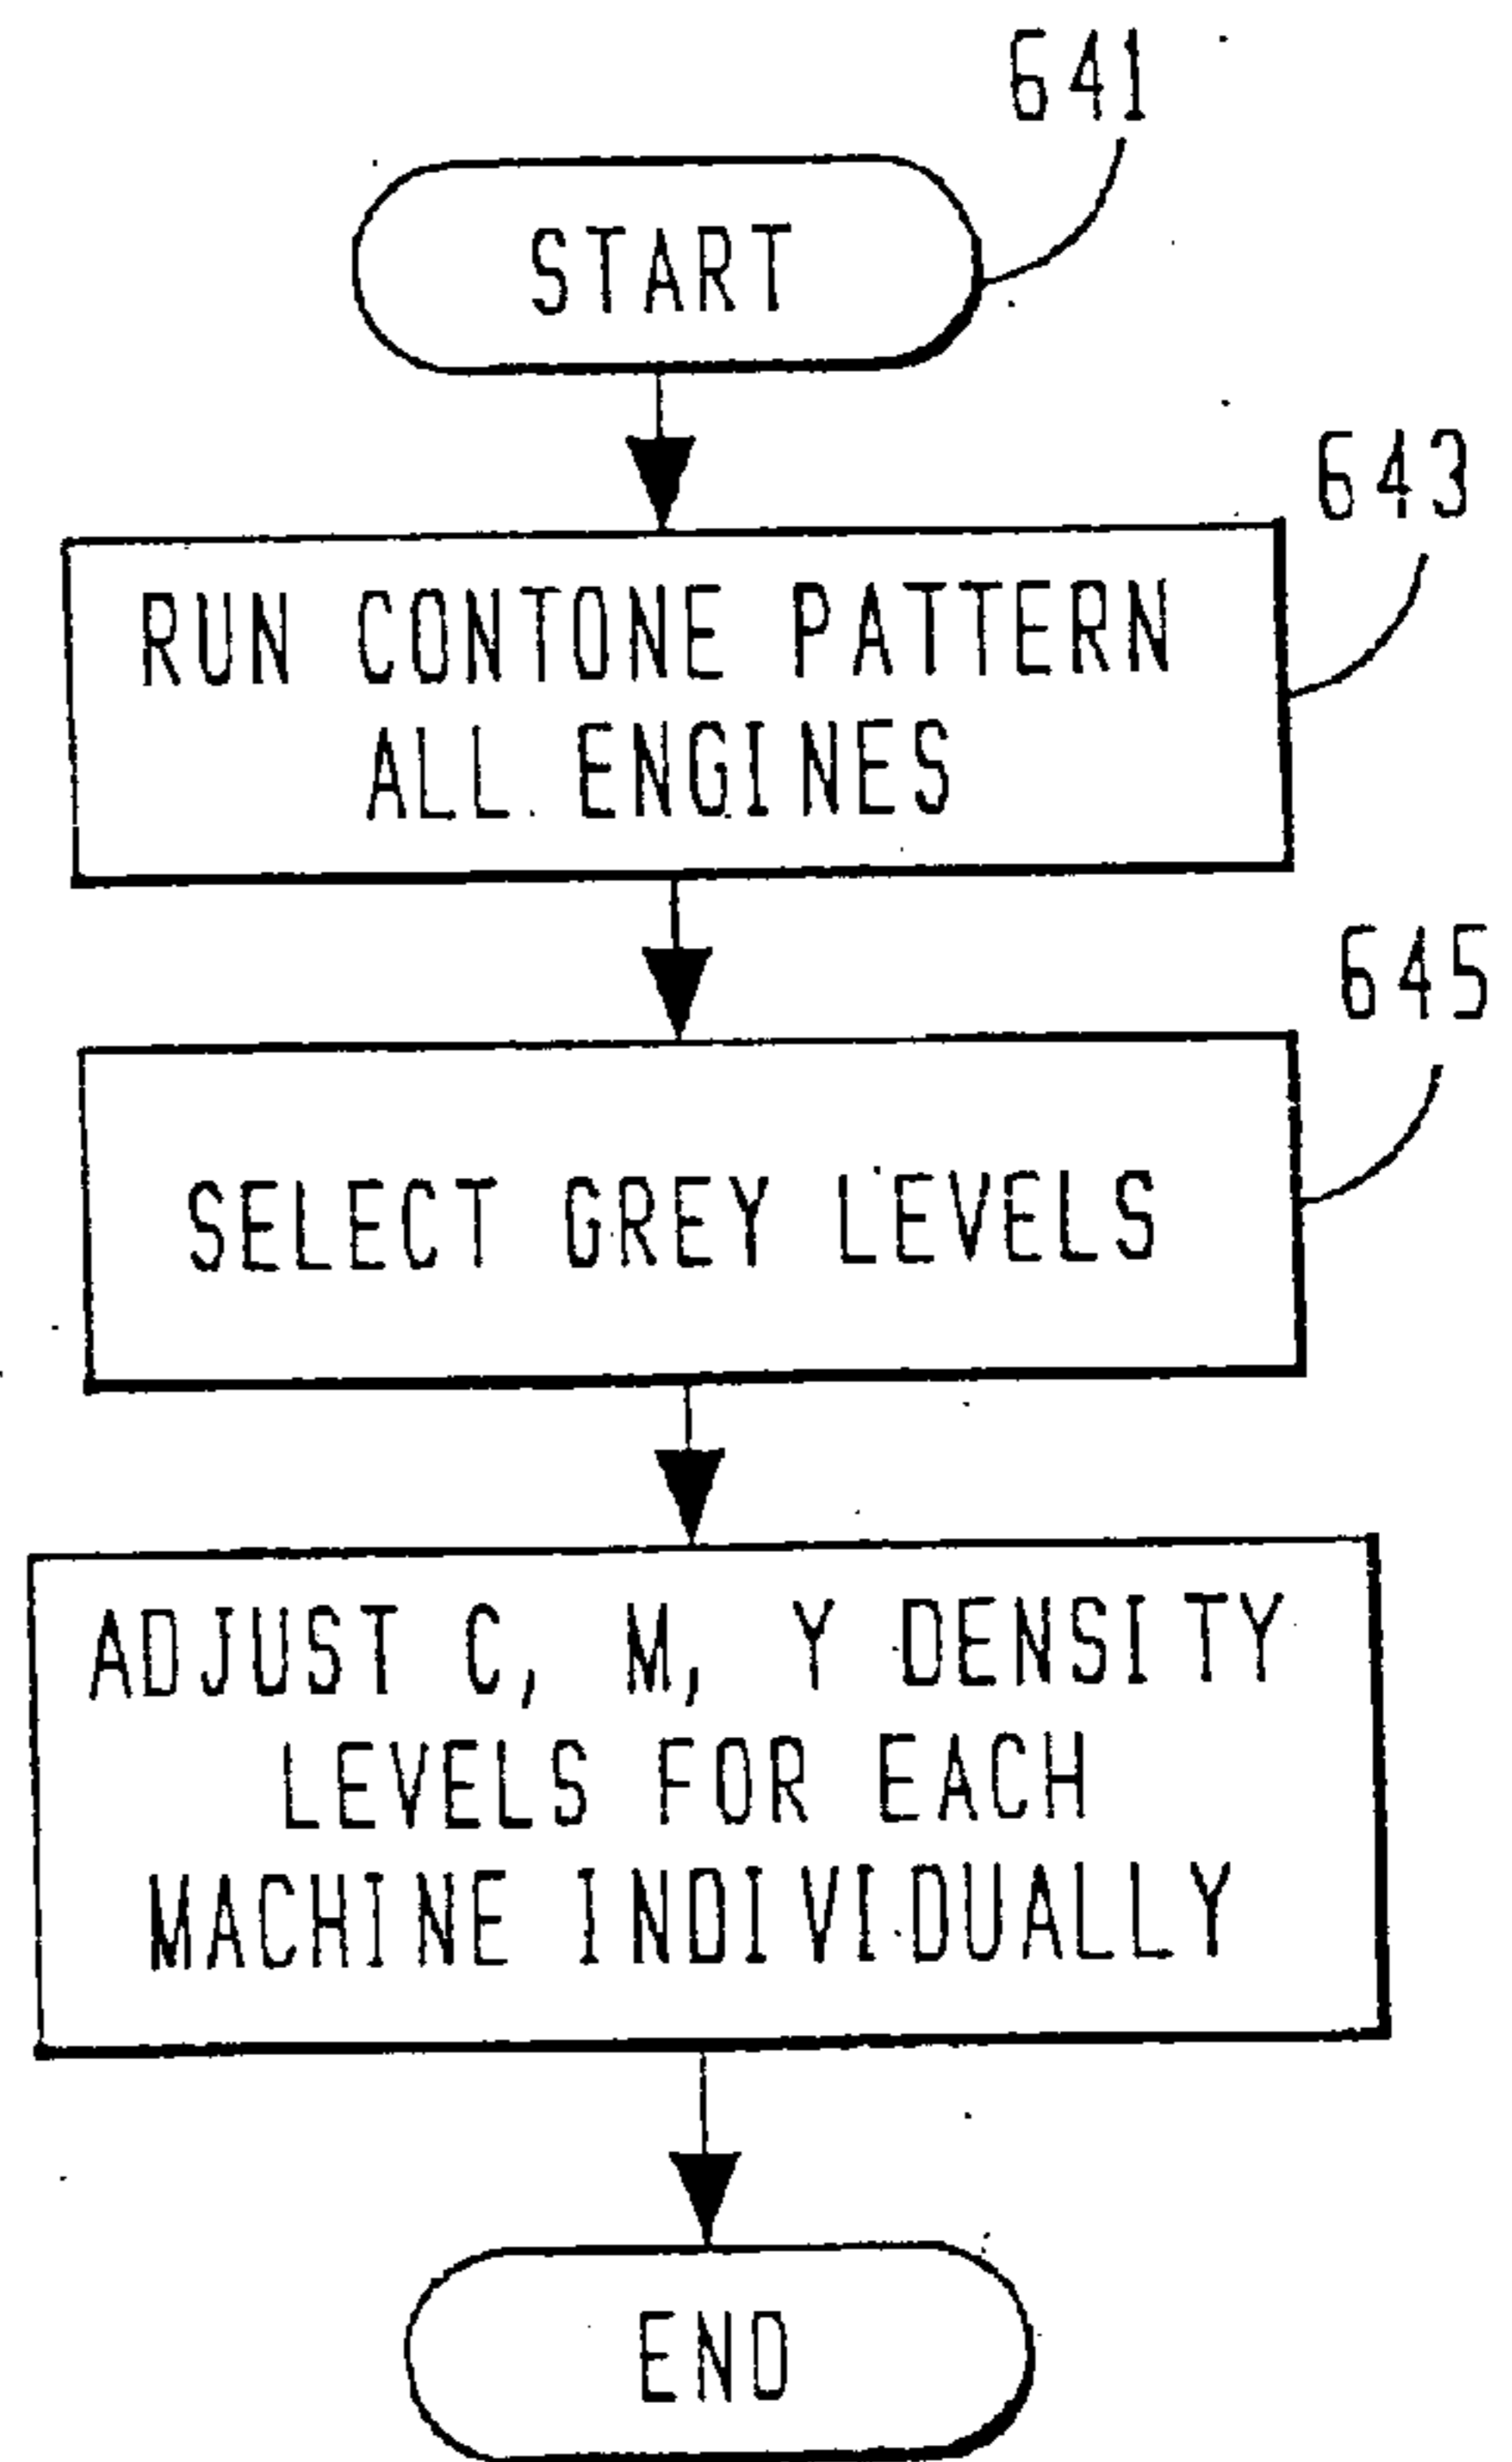 641
START
643
RUN CONTONE PATTERN
ALL ENGINES
645
SELECT GREY LEVELS
ADJUST C, M, Y DENSITY
LEVELS FOR EACH
MACHINE INDIVIDUALLY
END